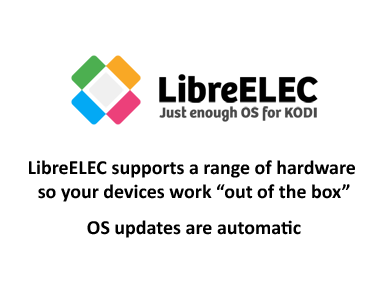 LibreELEC
Just enough OS for KODI
LibreELEC supports a range of hardware
so your devices work “out of the box”
OS updates are automatic